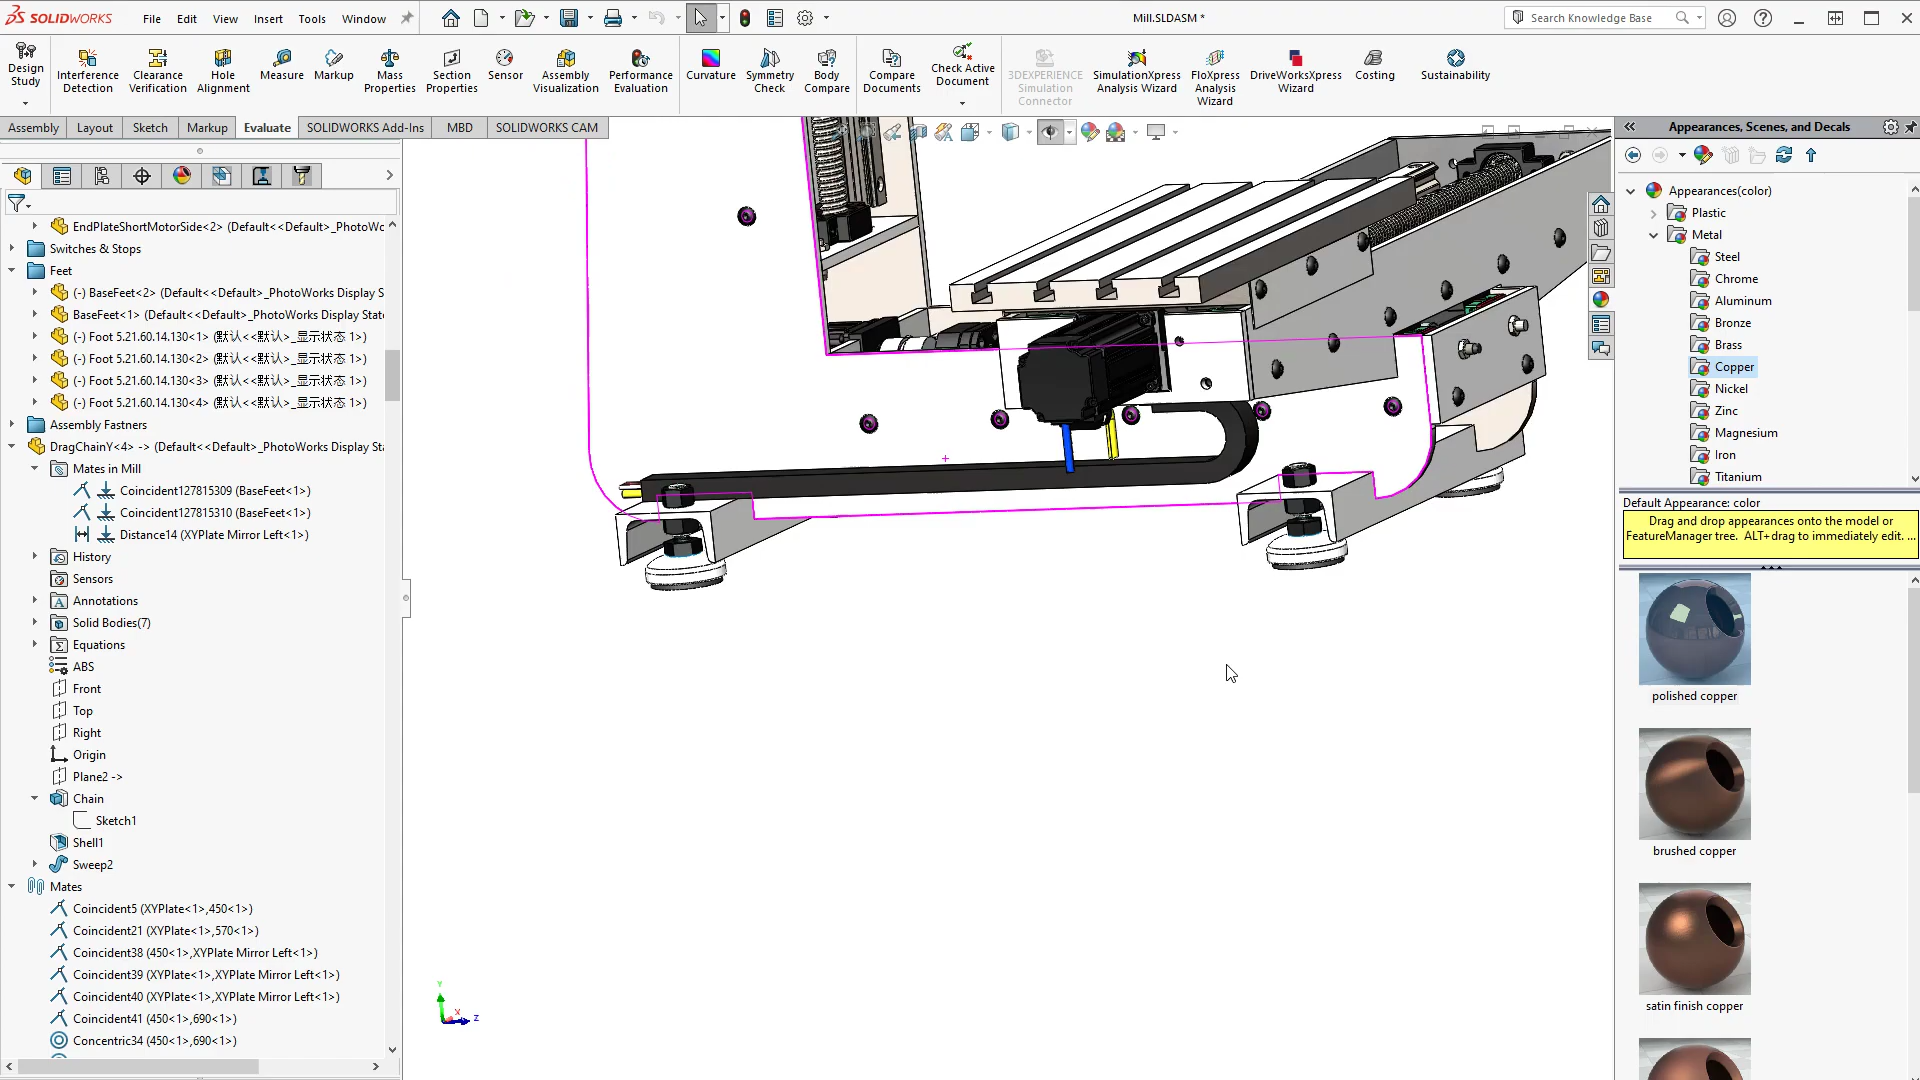 SOLIDWORKS
File
Edit
View
Insert
Tools
Window
Mill.SLDASM *
Search Knowledge Base
Design
Study
Interference
Detection
Clearance
Verification
Hole
Alignment
Measure
Markup
Mass
Properties
Section
Properties
Sensor
Assembly
Visualization
Performance
Evaluation
Curvature
Symmetry
Check
Body
Compare
Compare
Documents
Check Active
Document
3DEXPERIENCE
Simulation
Connector
SimulationXpress
Analysis Wizard
FloXpress
Analysis
Wizard
DriveWorksXpress
Wizard
Costing
Sustainability
Assembly
Layout
Sketch
Markup
Evaluate
SOLIDWORKS Add-Ins
MBD
SOLIDWORKS CAM
EndPlateShortMotorSide<2> (Default<<Default>_PhotoWc
Switches & Stops
Feet
(-) BaseFeet<2> (Default<<Default>_PhotoWorks Display S
BaseFeet<1> (Default<<Default>_PhotoWorks Display State
(-) Foot 5.21.60.14.130<1> (默认<<默认>_显示状态 1>)
(-) Foot 5.21.60.14.130<2> (默认<<默认>_显示状态 1>)
(-) Foot 5.21.60.14.130<3> (默认<<默认>_显示状态 1>)
(-) Foot 5.21.60.14.130<4> (默认<<默认>_显示状态 1>)
Assembly Fastners
DragChainY<4> -> (Default<<Default>_PhotoWorks Display Sta
Mates in Mill
Coincident127815309 (BaseFeet<1>)
Coincident127815310 (BaseFeet<1>)
Distance14 (XYPlate Mirror Left<1>)
History
Sensors
Annotations
Solid Bodies(7)
Equations
ABS
Front
Top
Right
Origin
Plane2 ->
Chain
Sketch1
Shell1
Sweep2
Mates
Coincident5 (XYPlate<1>,450<1>)
Coincident21 (XYPlate<1>,570<1>)
Coincident38 (450<1>,XYPlate Mirror Left<1>)
Coincident39 (XYPlate<1>,XYPlate Mirror Left<1>)
Coincident40 (XYPlate<1>,XYPlate Mirror Left<1>)
Coincident41 (450<1>,690<1>)
Concentric34 (450<1>,690<1>)
Y
X
Z
Appearances, Scenes, and Decals
Appearances(color)
Plastic
Metal
Steel
Chrome
Aluminum
Bronze
Brass
Copper
Nickel
Zinc
Magnesium
Iron
Titanium
Default Appearance: color
Drag and drop appearances onto the model or
FeatureManager tree. ALT+drag to immediately edit. ...
polished copper
brushed copper
satin finish copper